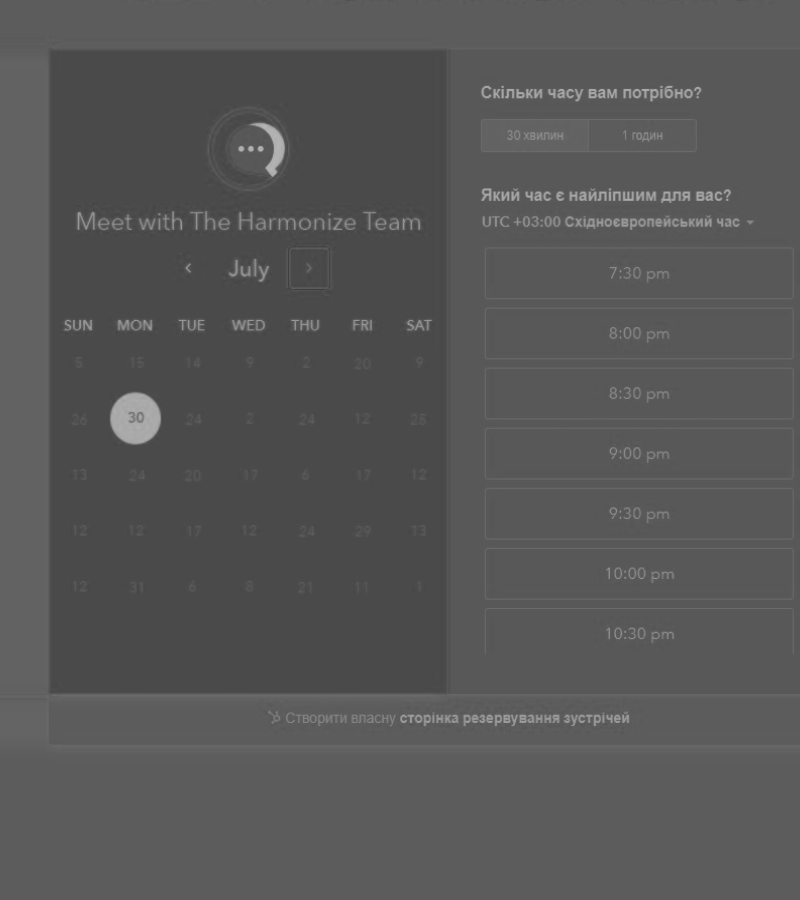 Meet with The Harmonize Team
July
SUN MON TUE WED THU FRI SAT
5 15 14 9 2 20 9
26 30 24 2 24 12 28
13 24 20 17 6 17 12
12 12 17 12 24 29 13
12 31 6 8 21 11 1
Скільки часу вам потрібно?
30 хвилин 1 годин
Який час є найліпшим для вас?
UTC +03:00 Східноєвропейський час
7:30 pm
8:00 pm
8:30 pm
9:00 pm
9:30 pm
10:00 pm
10:30 pm
Створити власну сторінка резервування зустрічей